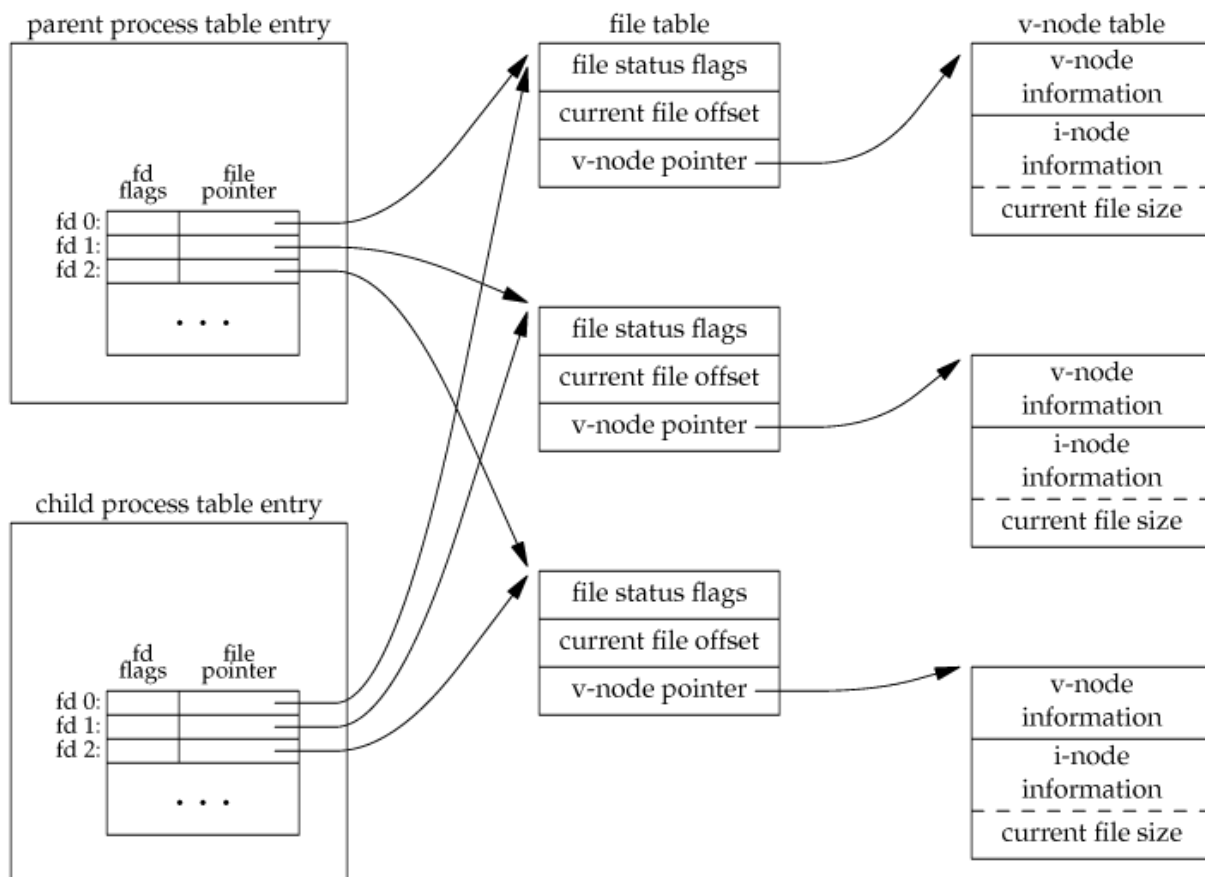 parent process table entry
fd
flags
file
pointer
fd 0:
fd 1:
fd 2:
. . .
child process table entry
fd
flags
file
pointer
fd 0:
fd 1:
fd 2:
. . .
file table
file status flags
current file offset
v-node pointer
file status flags
current file offset
v-node pointer
file status flags
current file offset
v-node pointer
v-node table
v-node
information
i-node
information
current file size
v-node
information
i-node
information
current file size
v-node
information
i-node
information
current file size